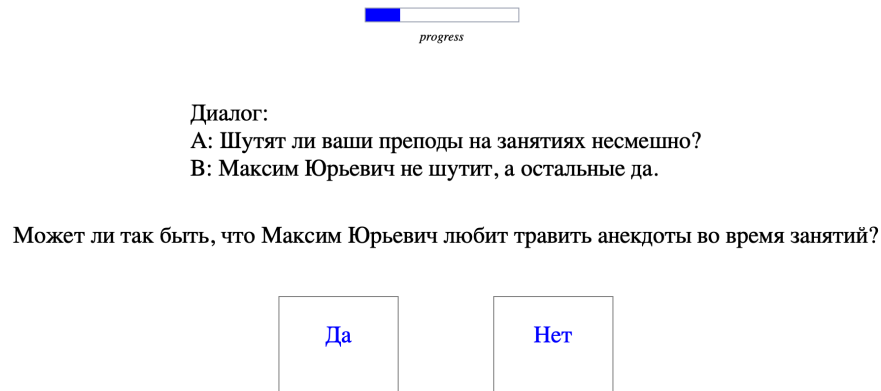 progress
Диалог:
А: Шутят ли ваши преподы на занятиях несмешно?
В: Максим Юрьевич не шутит, а остальные да.
Может ли так быть, что Максим Юрьевич любит травить анекдоты во время занятий?
Да
Нет